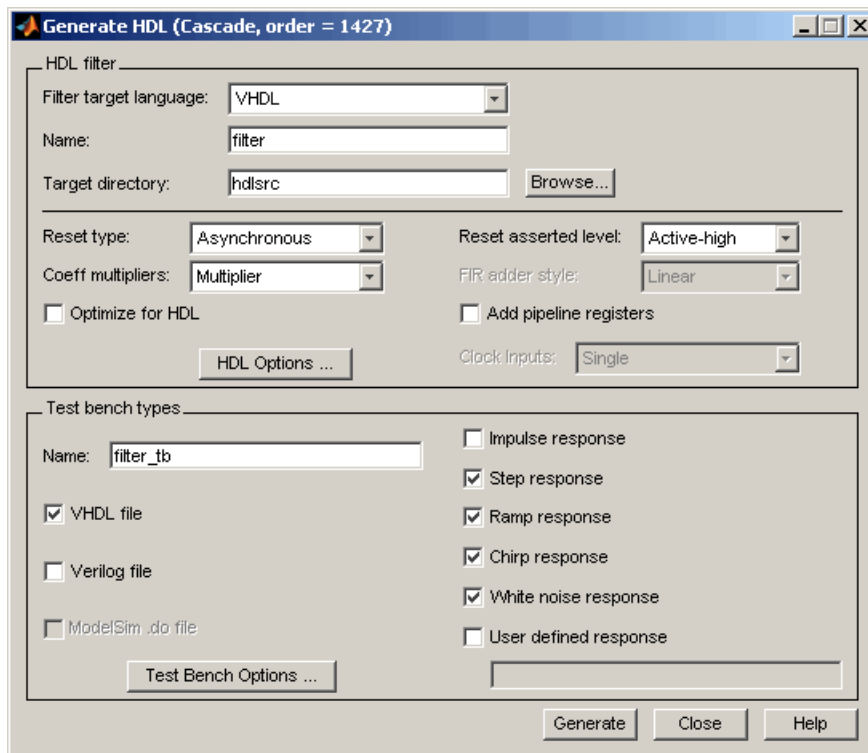 Generate HDL (Cascade, order = 1427)
HDL filter
Filter target language: VHDL
Name: filter
Target directory: hdlsrc Browse...
Reset type: Asynchronous Reset asserted level: Active-high
Coeff multipliers: Multiplier FIR adder style: Linear
Optimize for HDL Add pipeline registers
HDL Options ... Clock Inputs: Single
Test bench types
Impulse response
Name: filter_tb
Step response
VHDL file Ramp response
Chirp response
Verilog file
White noise response
ModelSim .do file
User defined response
Test Bench Options ...
Generate Close Help